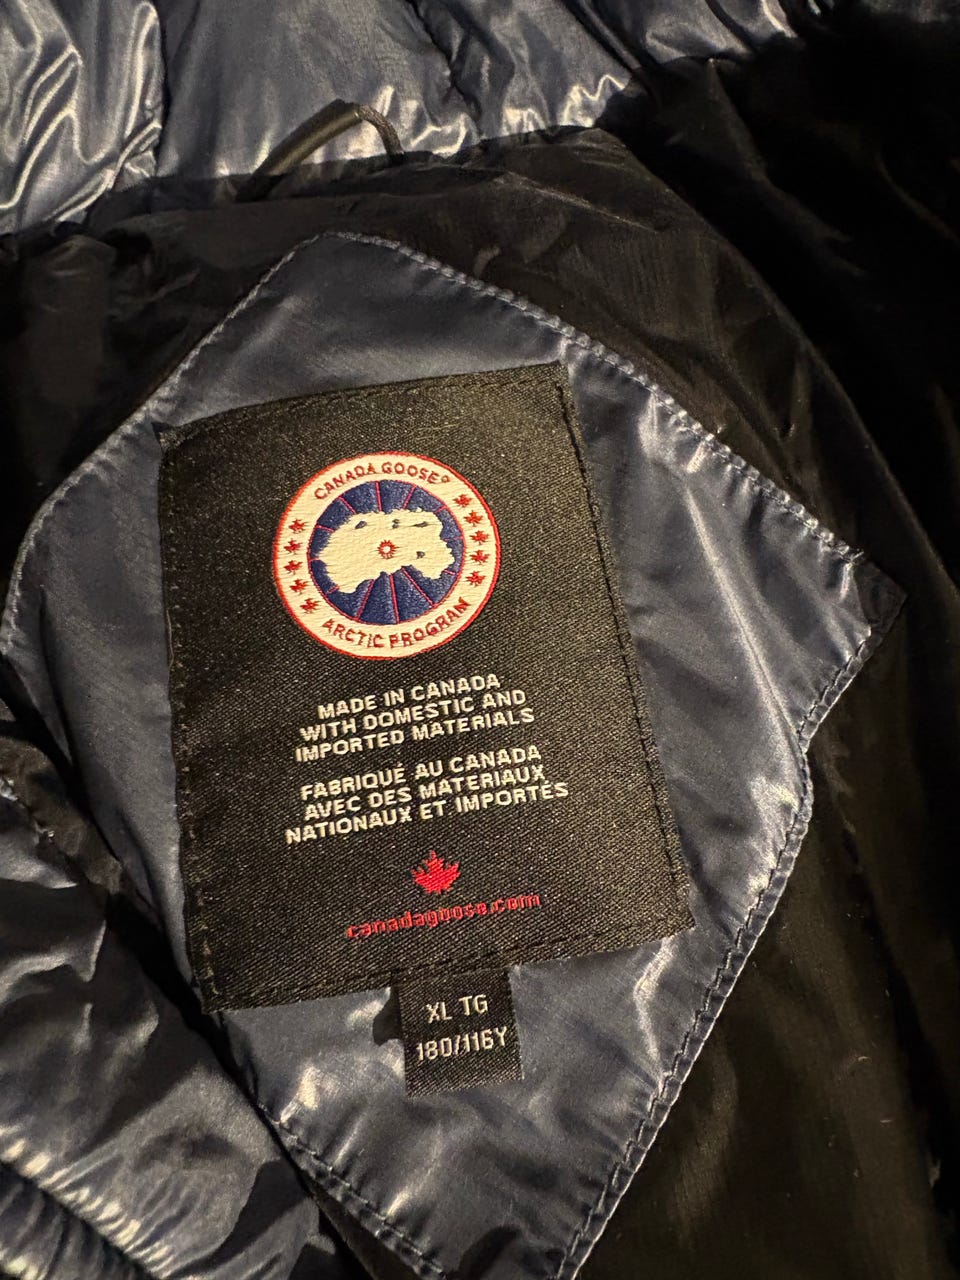 CANADA GOOSE®
ARCTIC PROGRAM
MADE IN CANADA
WITH DOMESTIC AND
IMPORTED MATERIALS
FABRIQUÉ AU CANADA
AVEC DES MATERIAUX
NATIONAUX ET IMPORTÉS
canadagoose.com
XL TG
180/116Y